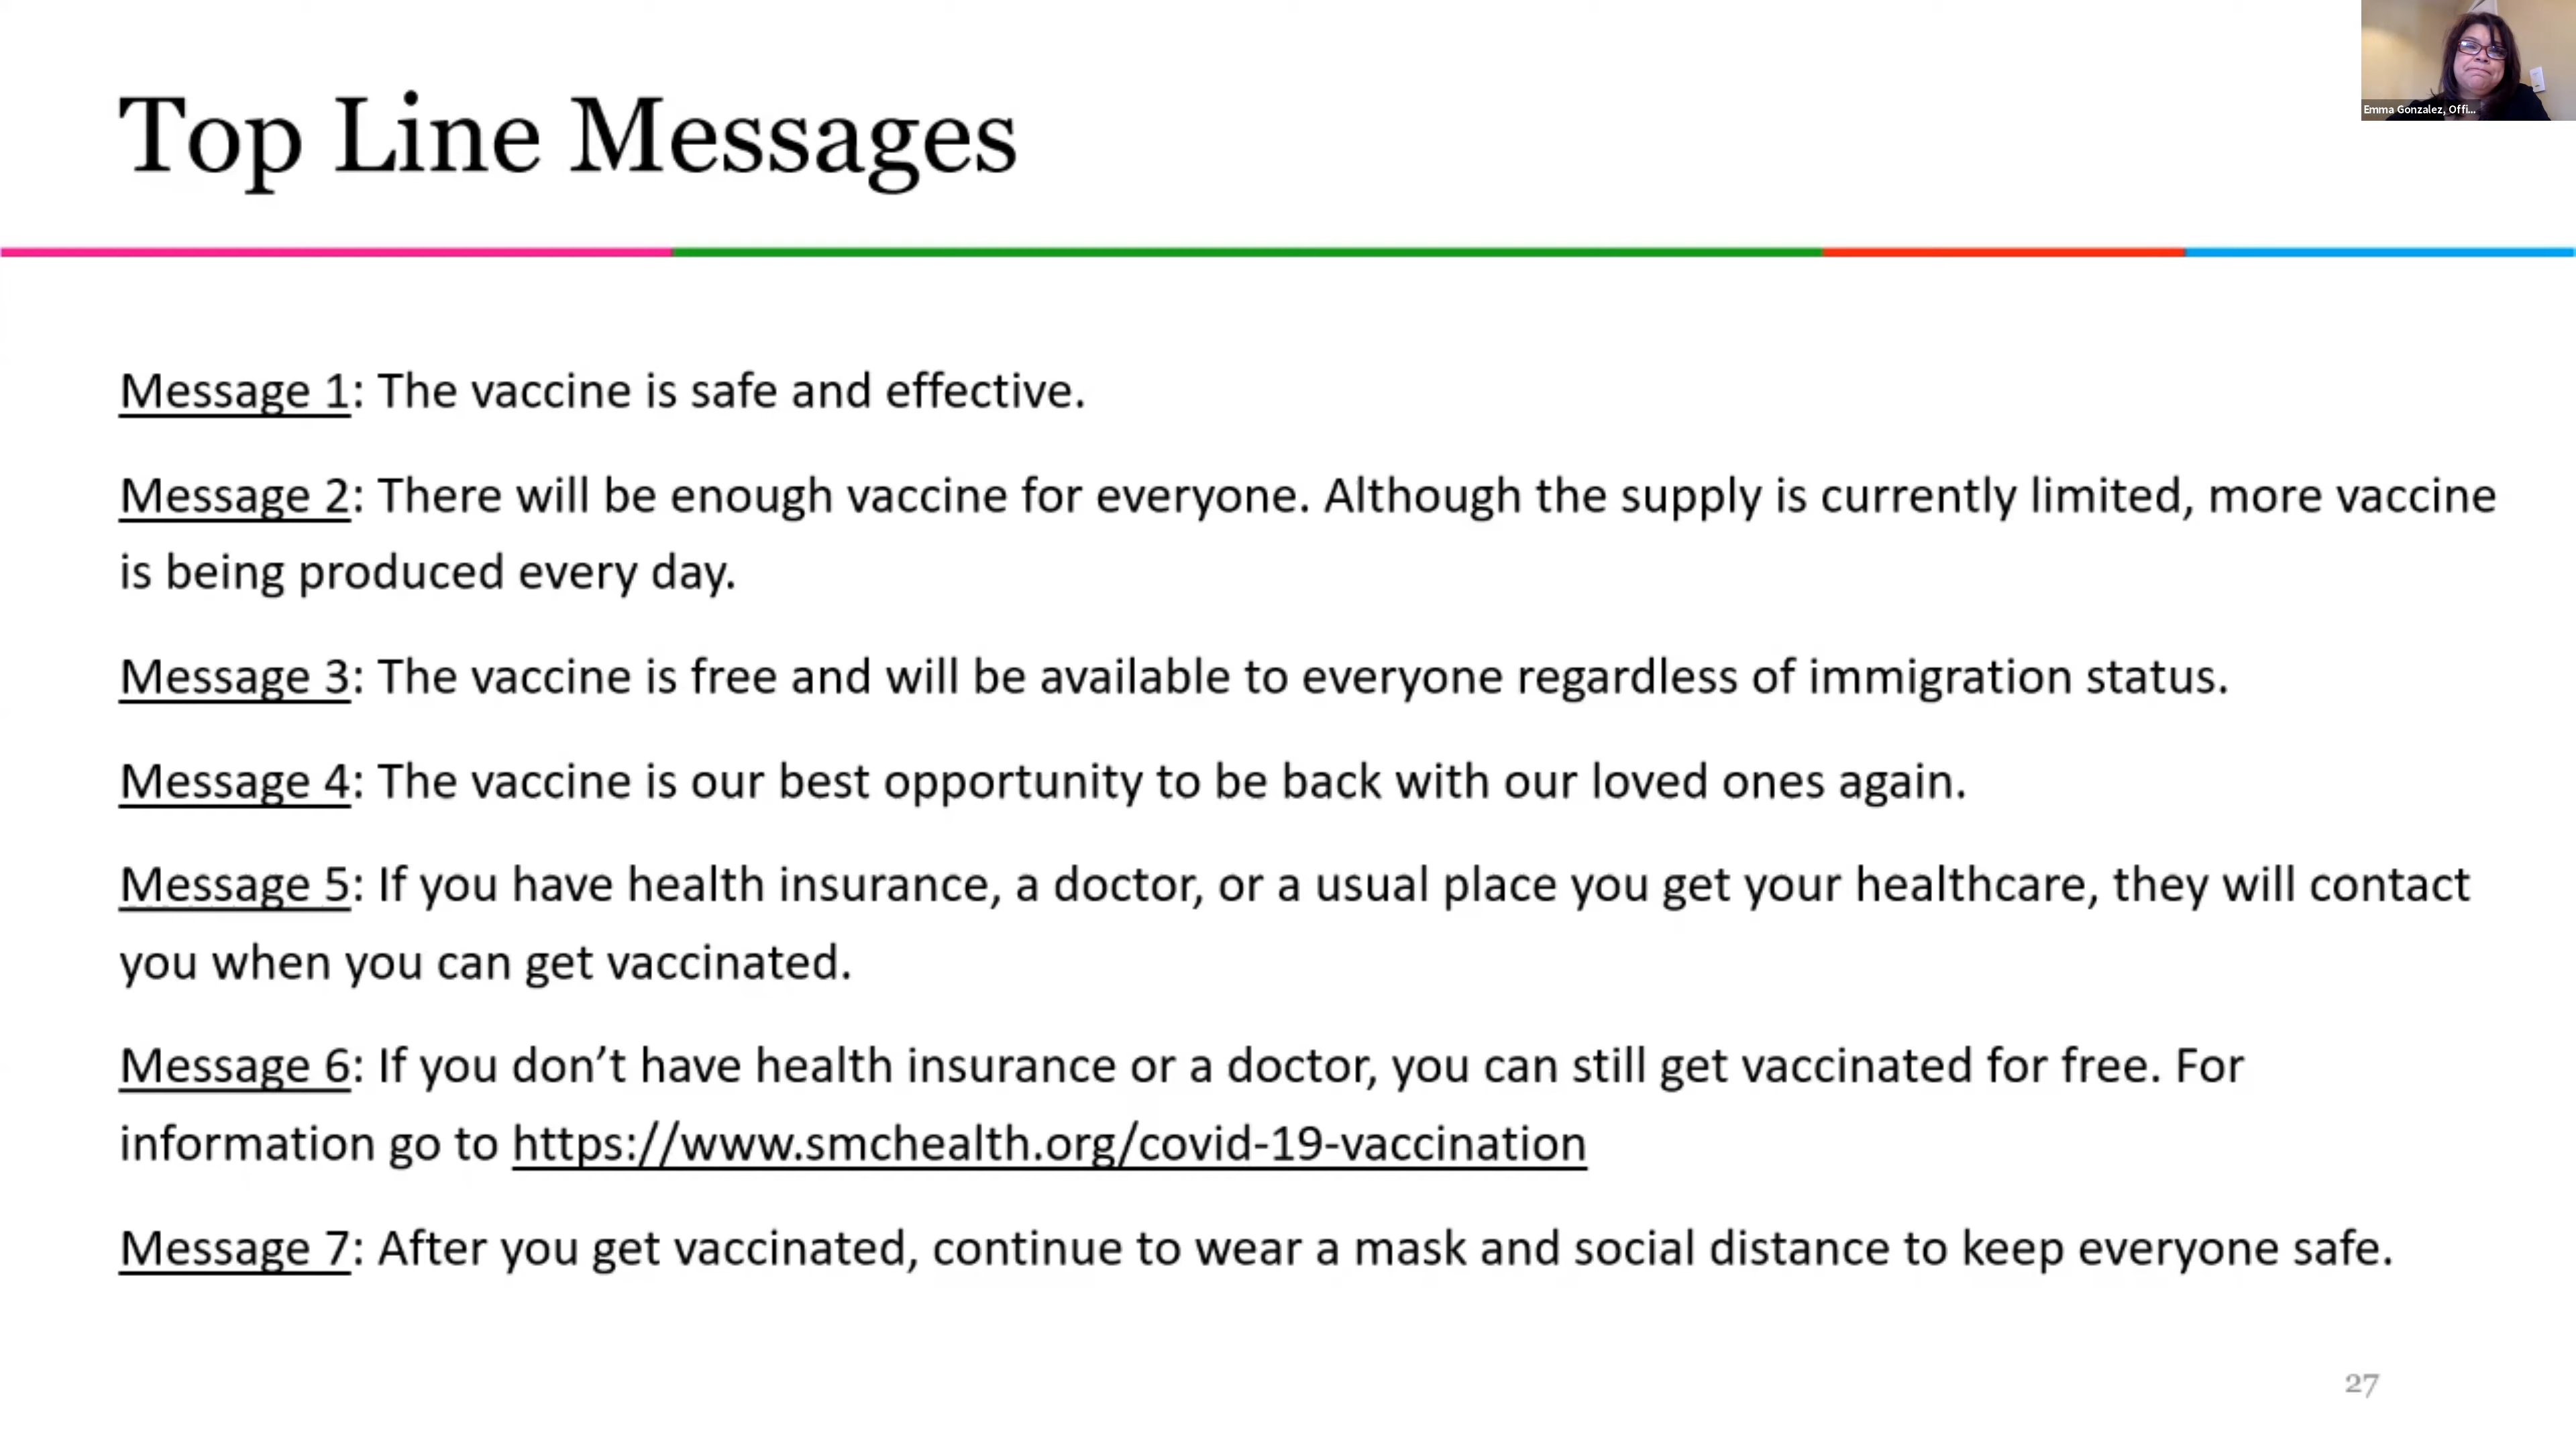 Top Line Messages
Emma Gonzalez, Offi...
Message 1: The vaccine is safe and effective.
Message 2: There will be enough vaccine for everyone. Although the supply is currently limited, more vaccine
is being produced every day.
Message 3: The vaccine is free and will be available to everyone regardless of immigration status.
Message 4: The vaccine is our best opportunity to be back with our loved ones again.
Message 5: If you have health insurance, a doctor, or a usual place you get your healthcare, they will contact
you when you can get vaccinated.
Message 6: If you don’t have health insurance or a doctor, you can still get vaccinated for free. For
information go to https://www.smchealth.org/covid-19-vaccination
Message 7: After you get vaccinated, continue to wear a mask and social distance to keep everyone safe.
27